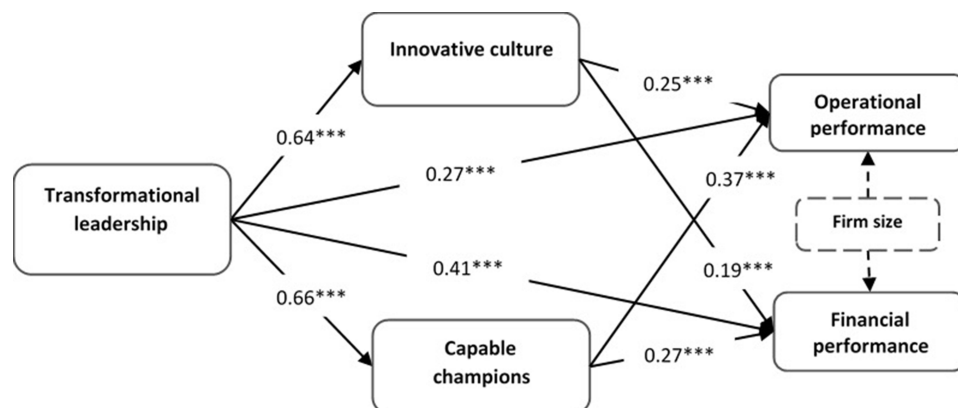 Innovative culture
0.25***
Operational
performance
0.64***
0.27***
0.37***
Transformational
leadership
Firm size
0.41***
0.19***
0.66***
Capable
champions
0.27***
Financial
performance